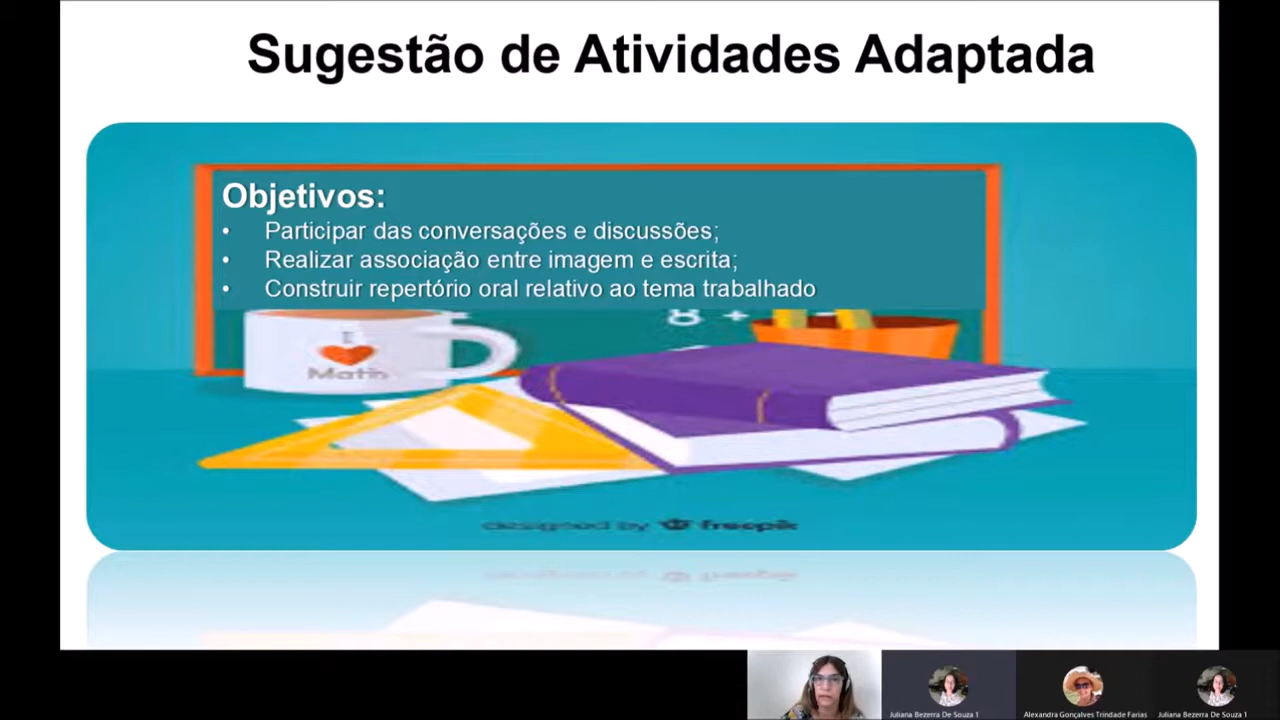 Sugestão de Atividades Adaptada
Objetivos:
• Participar das conversações e discussões;
• Realizar associação entre imagem e escrita;
• Construir repertório oral relativo ao tema trabalhado
8 +
I
Math
designed by freepik
Juliana Bezerra De Souza 1
Alexandra Gonçalves Trindade Farias
Juliana Bezerra De Souza 1